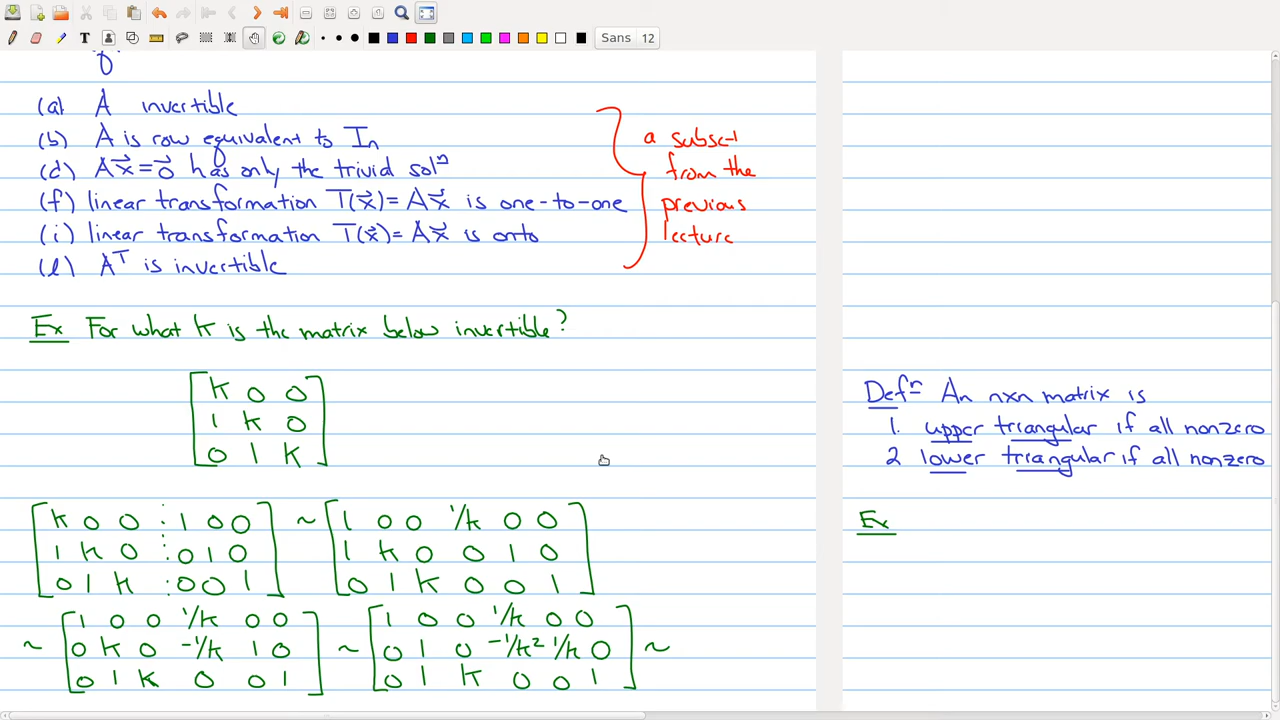 Sans 12
(a) A invertible
(b) A is row equivalent to In
(d) Ax⃗=0⃗ has only the trivial solⁿ
(f) linear transformation T(x⃗)=Ax⃗ is one-to-one
(i) linear transformation T(x⃗)=Ax⃗ is onto
(l) Aᵀ is invertible
a subset
from the
previous
lecture
Ex For what k is the matrix below invertible?
k 0 0
1 k 0
0 1 k
k 0 0 ⋮ 1 0 0 ~ 1 0 0 1/k 0 0
1 k 0 ⋮ 0 1 0 1 k 0 0 1 0
0 1 k ⋮ 0 0 1 0 1 k 0 0 1
1 0 0 1/k 0 0 1 0 0 1/k 0 0
~ 0 k 0 -1/k 1 0 ~ 0 1 0 -1/k² 1/k 0 ~
0 1 k 0 0 1 0 1 k 0 0 1
Defⁿ An nxn matrix is
1. upper triangular if all nonzero
2 lower triangular if all nonzero
Ex